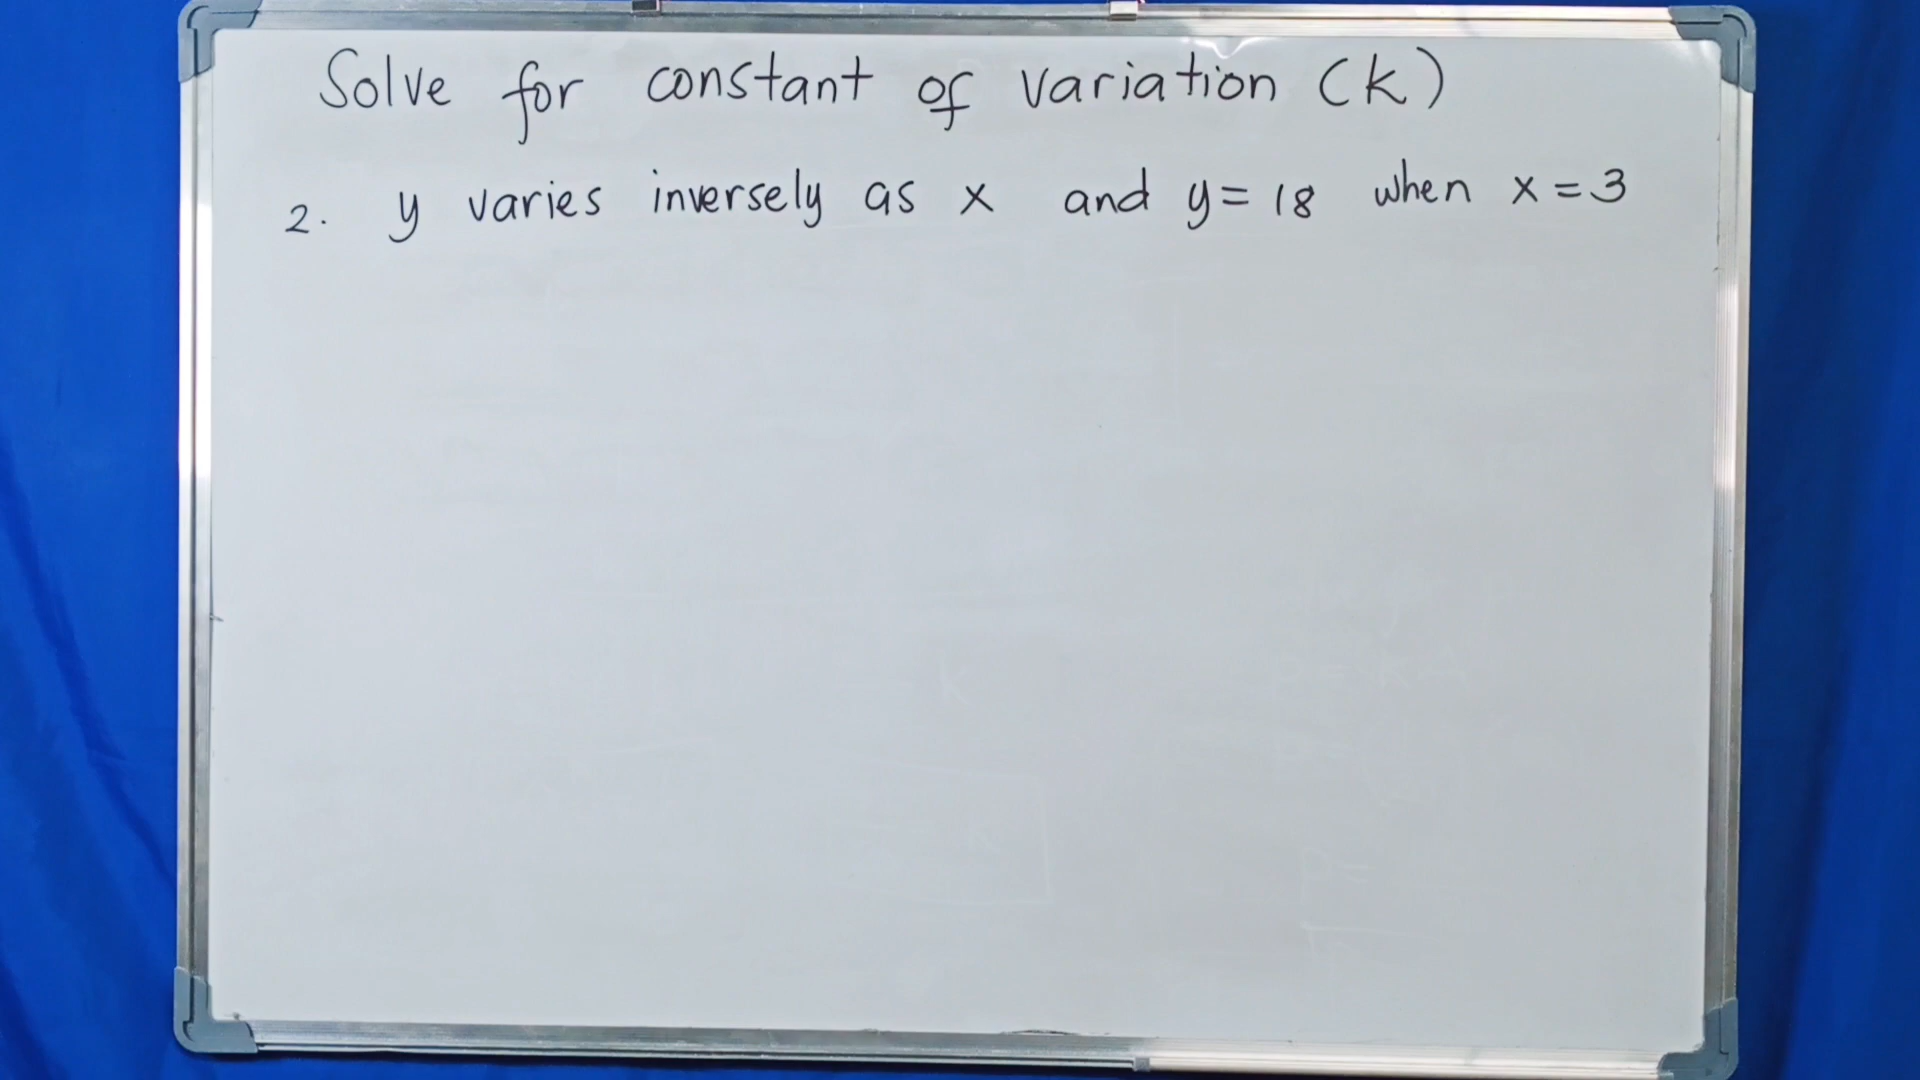 Solve for constant of variation (k)
2. y varies inversely as x and y = 18 when x = 3